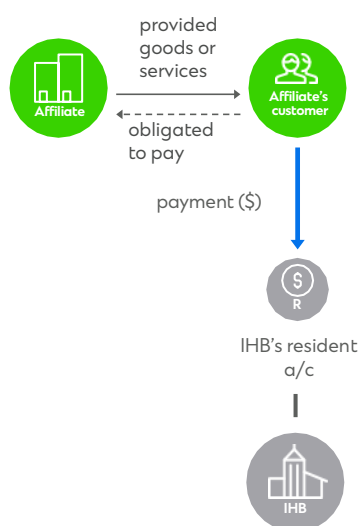 provided
goods or
services
Affiliate
Affiliate's
customer
obligated
to pay
payment ($)
$
R
IHB's resident
a/c
IHB